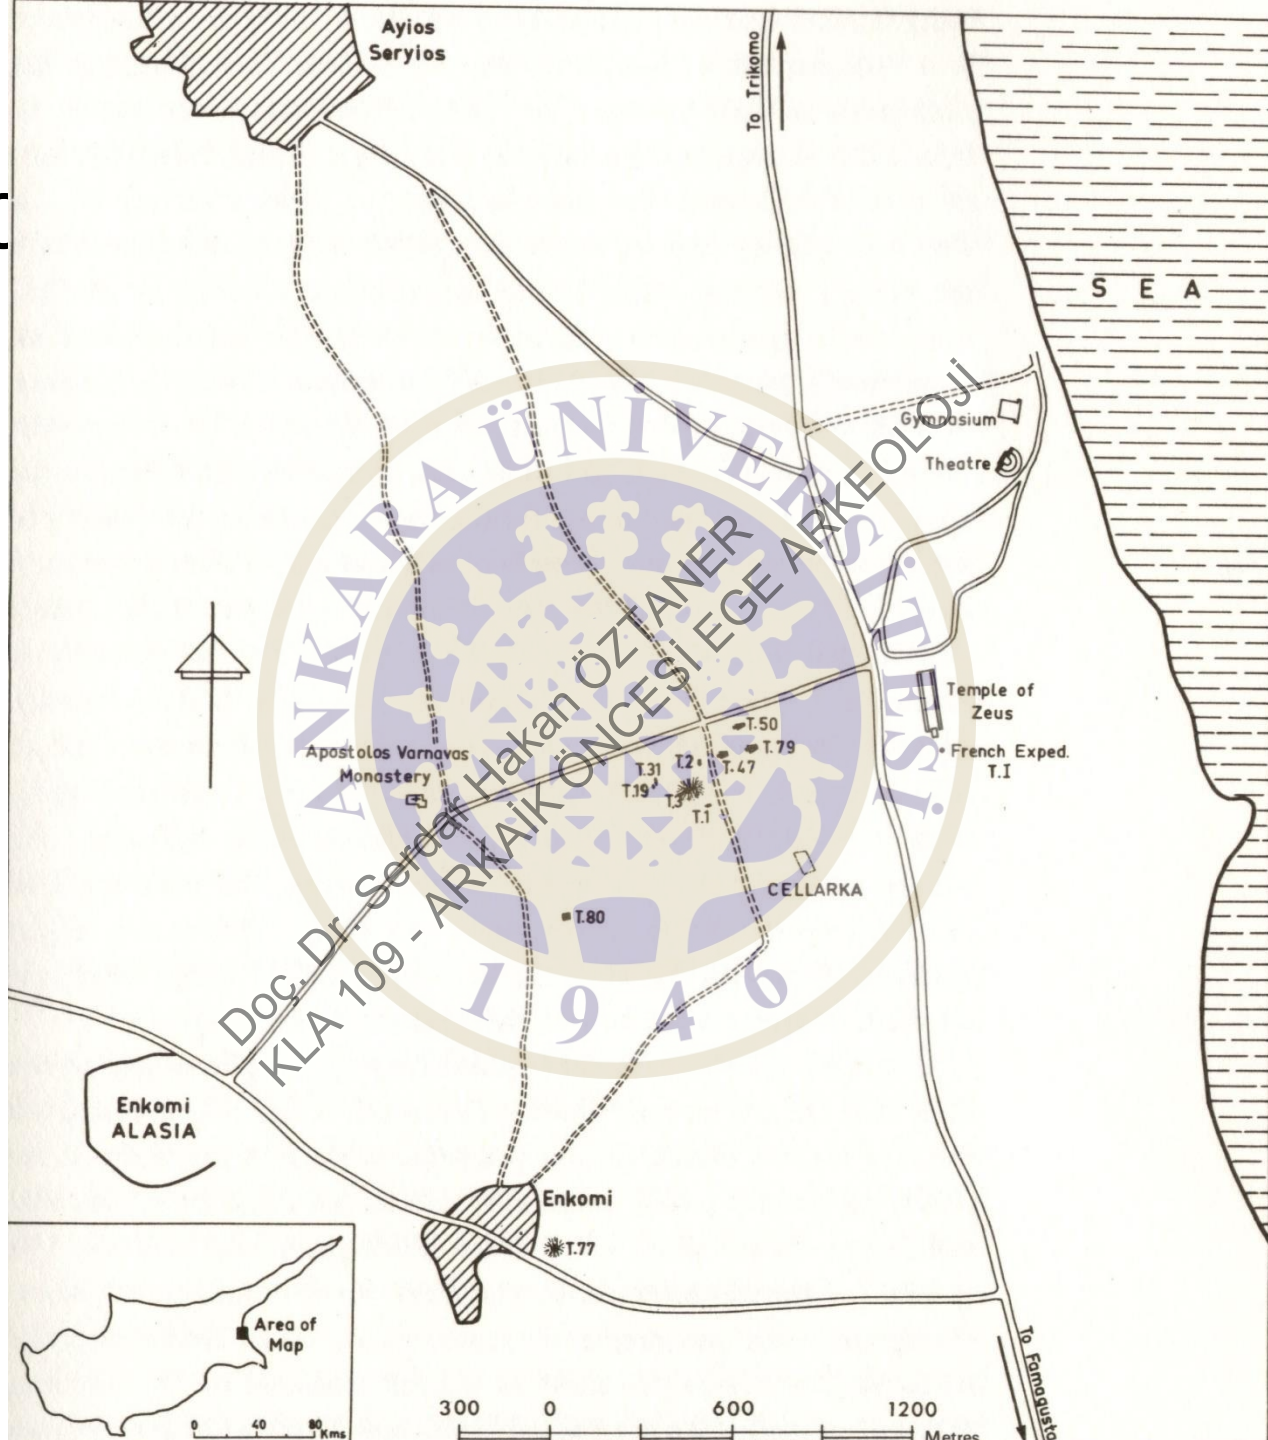 Ayios
Seryios
To Trikomo
SEA
Gymnasium
Theatre
ANKARA ÜNİVERSİTESİ
1946
Doç. Dr. Serdar Hakan ÖZTANER
KLA 109 - ARKAİK ÖNCESİ EGE ARKEOLOJİ
Temple of
Zeus
French Exped.
T.I
T.50
T.79
T.47
T.2
T.31
T.19
T.3
T.1
Apostolos Varnavas
Monastery
CELLARKA
T.80
Enkomi
ALASIA
Enkomi
T.77
Area of
Map
0 40 80
Kms
To Famagusta
300 0 600 1200
Metres